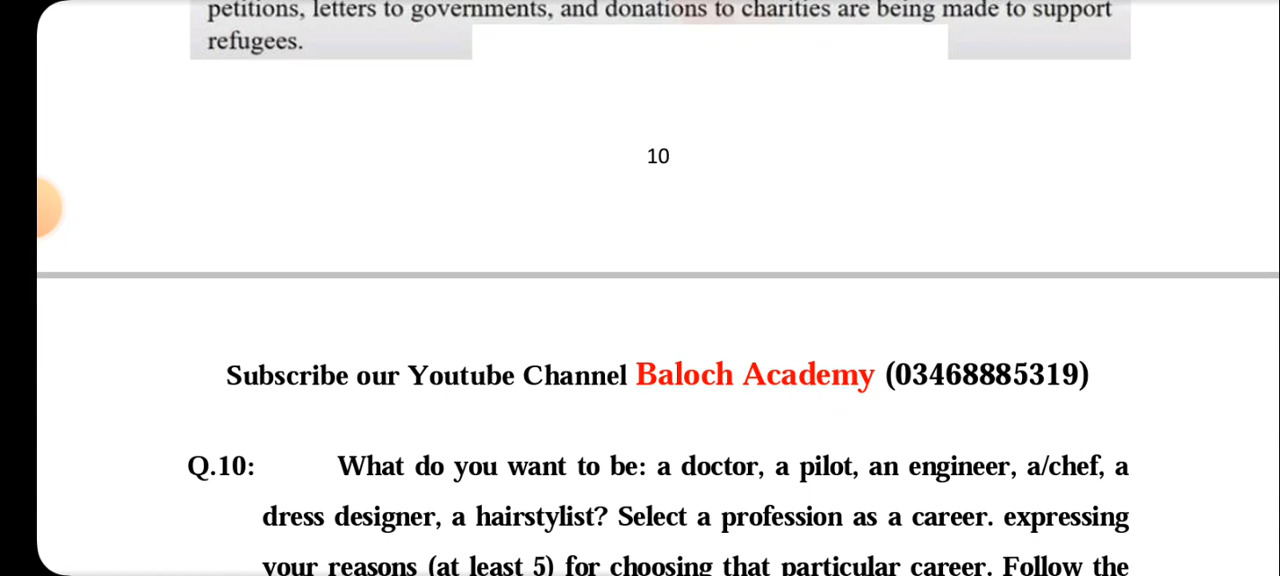 petitions, letters to governments, and donations to charities are being made to support
refugees.
10
Subscribe our Youtube Channel Baloch Academy (03468885319)
Q.10: What do you want to be: a doctor, a pilot, an engineer, a/chef, a
dress designer, a hairstylist? Select a profession as a career. expressing
your reasons (at least 5) for choosing that particular career. Follow the